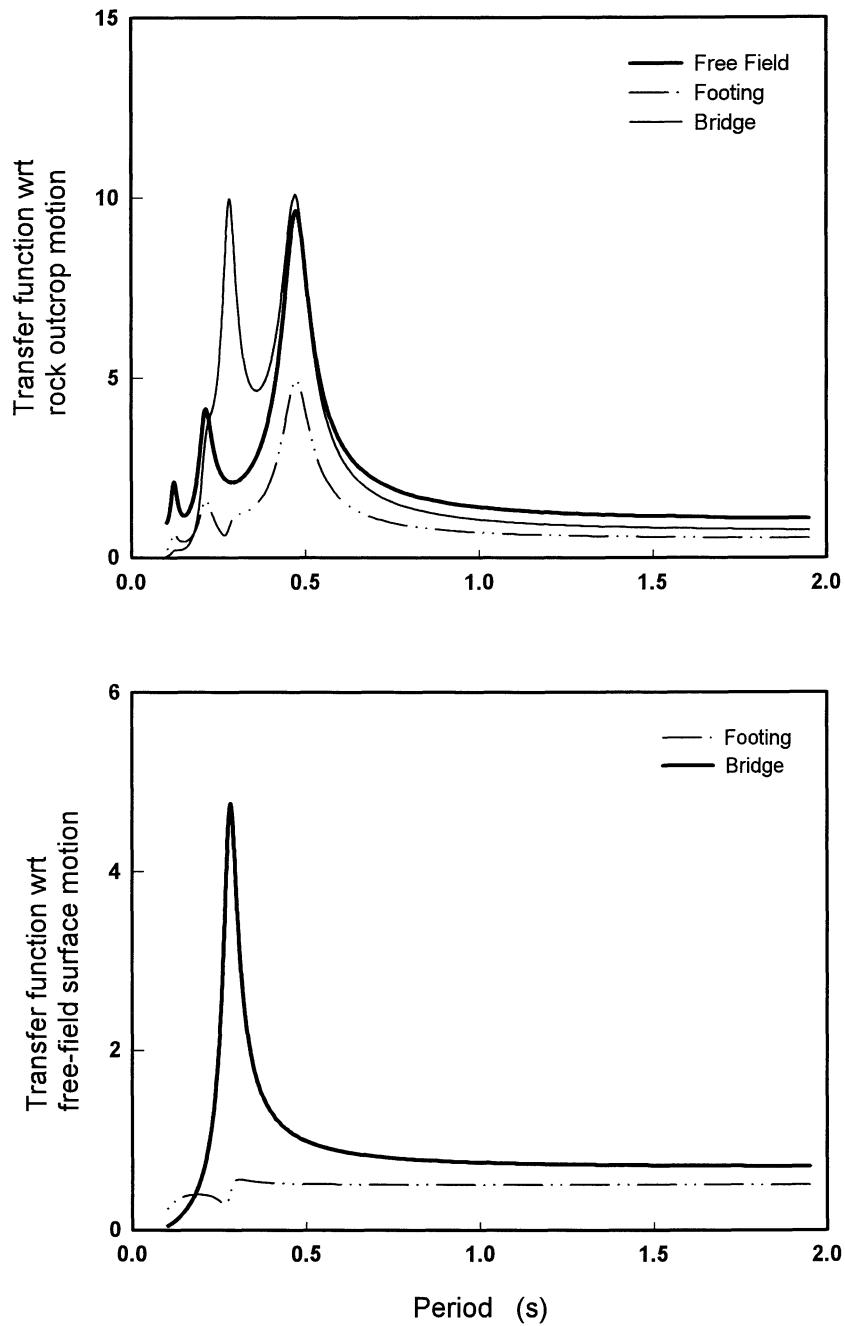 15
10
5
0
Transfer function wrt
rock outcrop motion
Free Field
Footing
Bridge
0.0 0.5 1.0 1.5 2.0
6
4
2
0
Transfer function wrt
free-field surface motion
Footing
Bridge
0.0 0.5 1.0 1.5 2.0
Period (s)